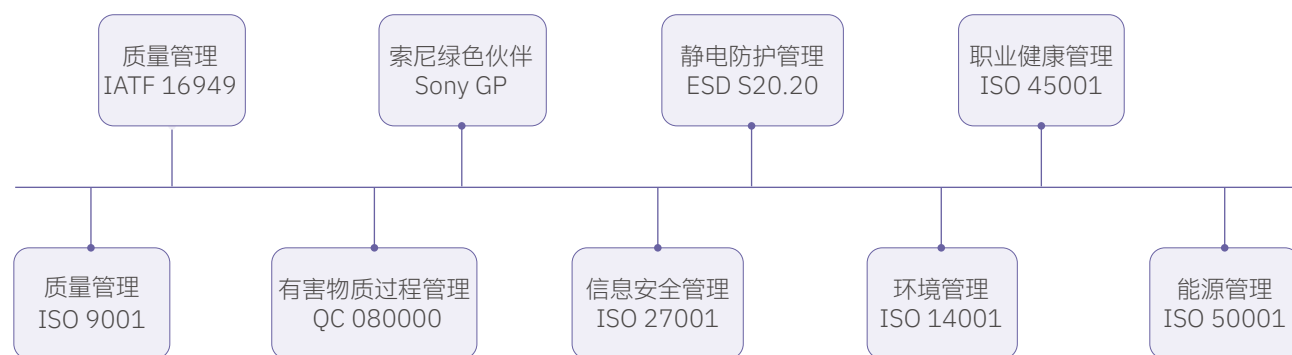 质量管理
IATF 16949
索尼绿色伙伴
Sony GP
静电防护管理
ESD S20.20
职业健康管理
ISO 45001
质量管理
ISO 9001
有害物质过程管理
QC 080000
信息安全管理
ISO 27001
环境管理
ISO 14001
能源管理
ISO 50001